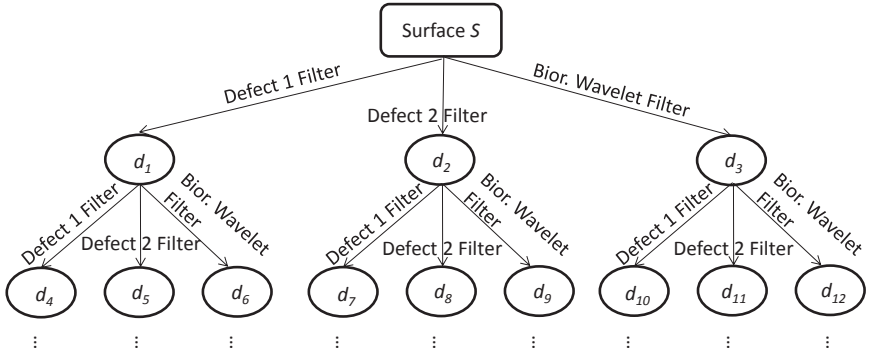 Surface S
Defect 1 Filter
Defect 2 Filter
Bior. Wavelet Filter
d1
d2
d3
Defect 1 Filter
Defect 2 Filter
Bior. Wavelet
Filter
Defect 1 Filter
Defect 2 Filter
Bior. Wavelet
Filter
Defect 1 Filter
Defect 2 Filter
Bior. Wavelet
Filter
d4
d5
d6
d7
d8
d9
d10
d11
d12